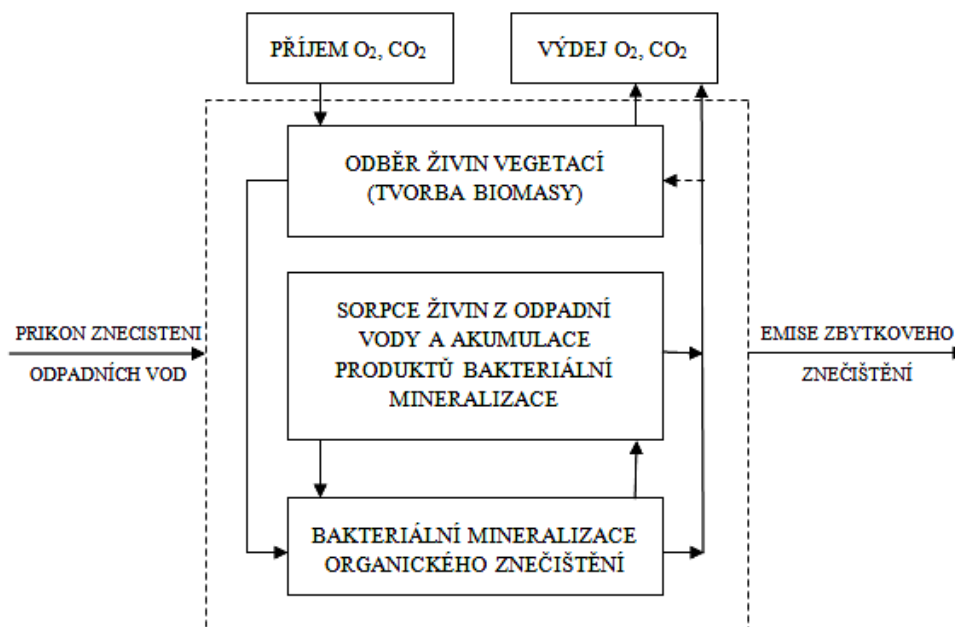 PŘÍJEM O₂, CO₂
VÝDEJ O₂, CO₂
ODBĚR ŽIVIN VEGETACÍ
(TVORBA BIOMASY)
SORPCE ŽIVIN Z ODPADNÍ
VODY A AKUMULACE
PRODUKTŮ BAKTERIÁLNÍ
MINERALIZACE
PRIKON ZNECISTENI
ODPADNÍCH VOD
EMISE ZBYTKOVEHO
ZNEČIŠTĚNÍ
BAKTERIÁLNÍ MINERALIZACE
ORGANICKÉHO ZNEČIŠTĚNÍ